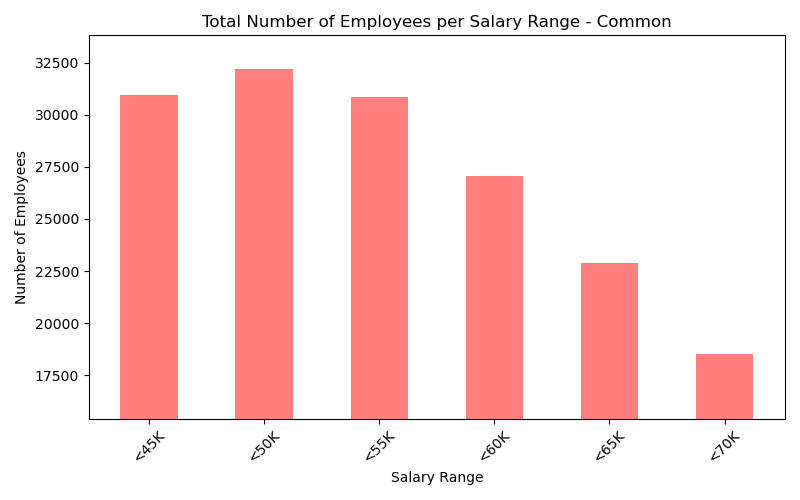 Total Number of Employees per Salary Range - Common
Number of Employees
32500
30000
27500
25000
22500
20000
17500
<45K
<50K
<55K
<60K
<65K
<70K
Salary Range